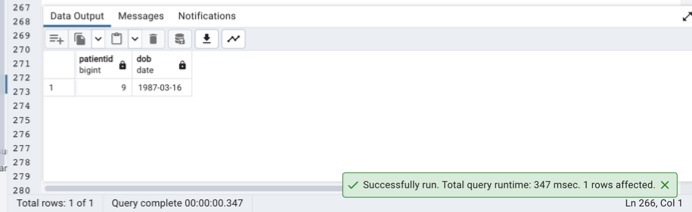 267
268
269
270
271
272
273
274
275
276
277
278
279
280
Data Output Messages Notifications
patientid dob
bigint date
1 9 1987-03-16
Successfully run. Total query runtime: 347 msec. 1 rows affected.
Total rows: 1 of 1 Query complete 00:00:00.347 Ln 266, Col 1